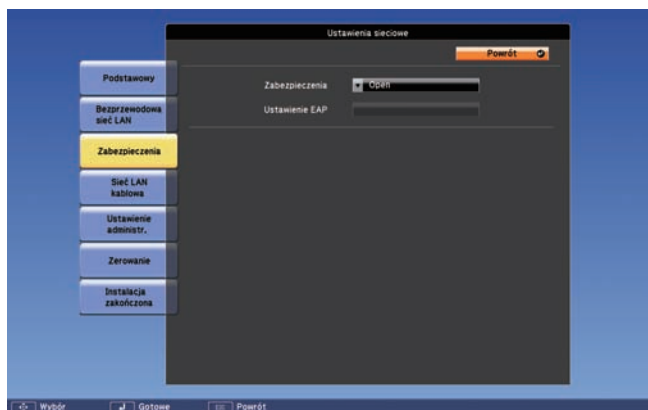 Ustawienia sieciowe
Powrót
Podstawowy
Zabezpieczenia Open
Bezprzewodowa
sieć LAN
Ustawienie EAP
Zabezpieczenia
Sieć LAN
kablowa
Ustawienie
administr.
Zerowanie
Instalacja
zakończona
Wybór Gotowe Powrót